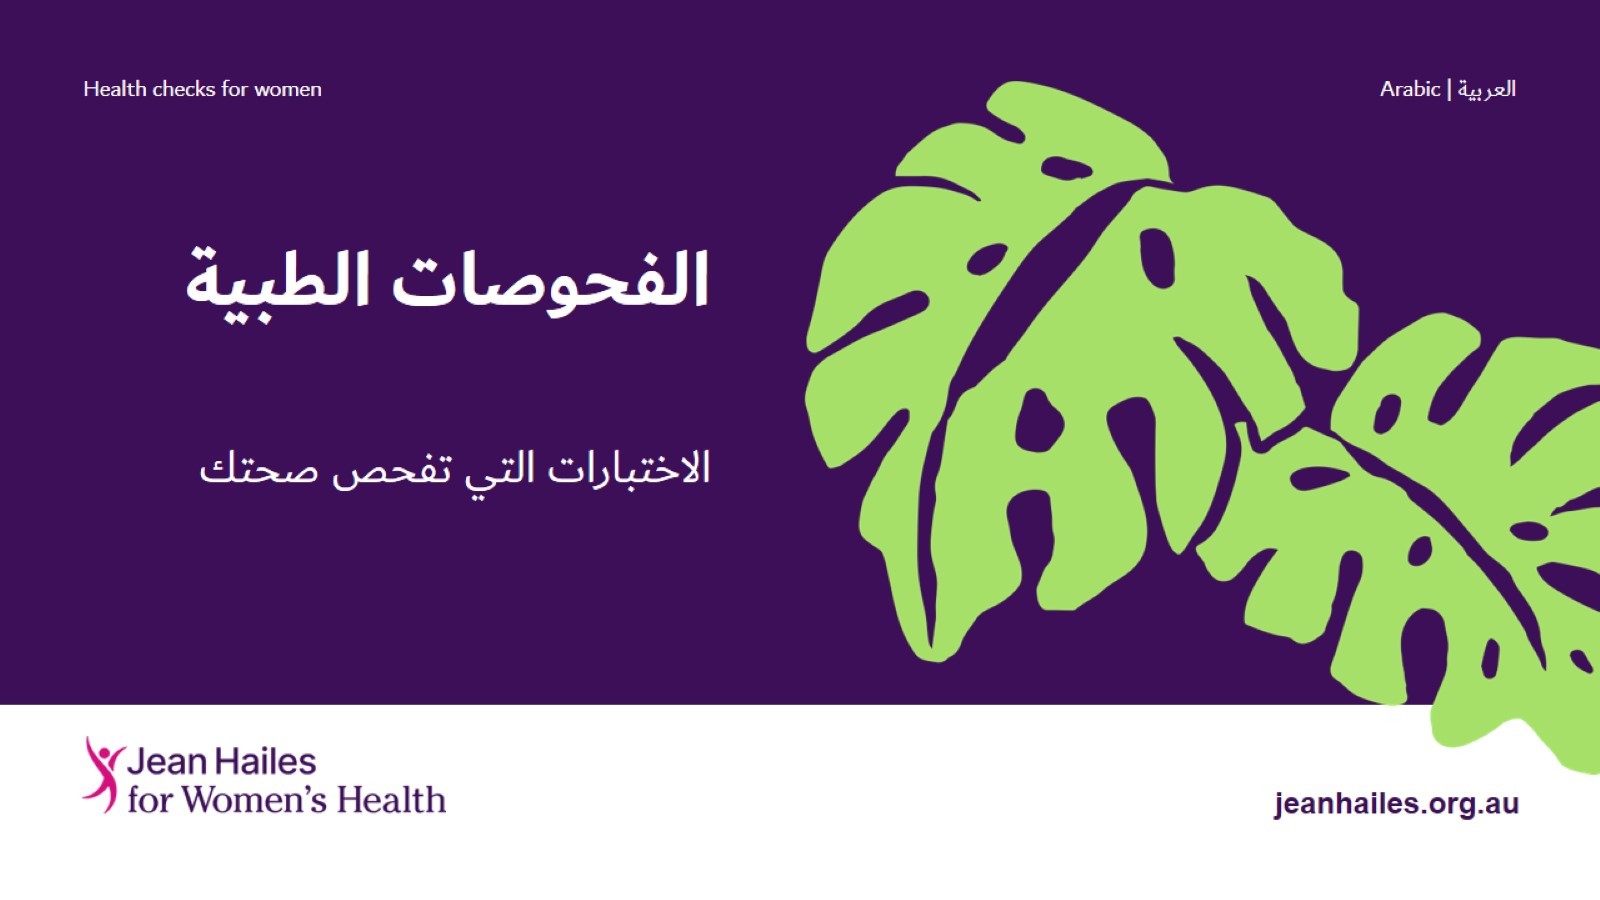 Health checks for women
Arabic | العربية
الفحوصات الطبية
الاختبارات التي تفحص صحتك
Jean Hailes
for Women's Health
jeanhailes.org.au